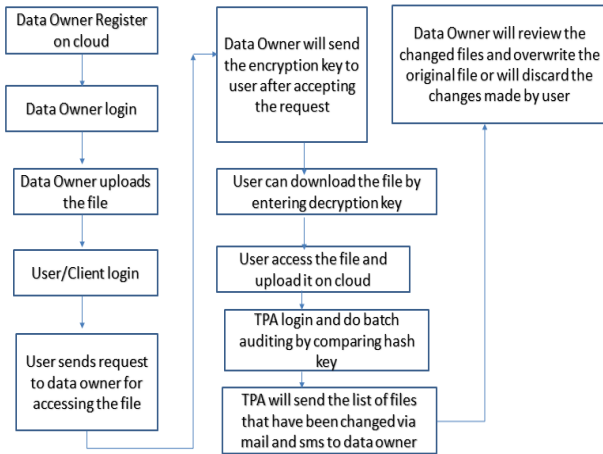 Data Owner Register
on cloud
Data Owner login
Data Owner uploads
the file
User/Client login
User sends request
to data owner for
accessing the file
Data Owner will send
the encryption key to
user after accepting
the request
User can download the file by
entering decryption key
User access the file and
upload it on cloud
TPA login and do batch
auditing by comparing hash
key
TPA will send the list of files
that have been changed via
mail and sms to data owner
Data Owner will review the
changed files and overwrite the
original file or will discard the
changes made by user